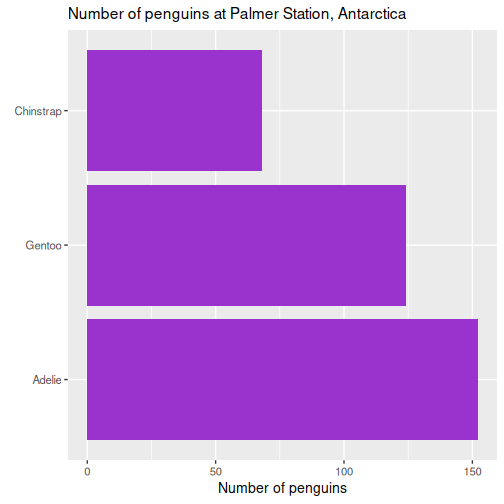 Number of penguins at Palmer Station, Antarctica
Chinstrap
Gentoo
Adelie
0 50 100 150
Number of penguins